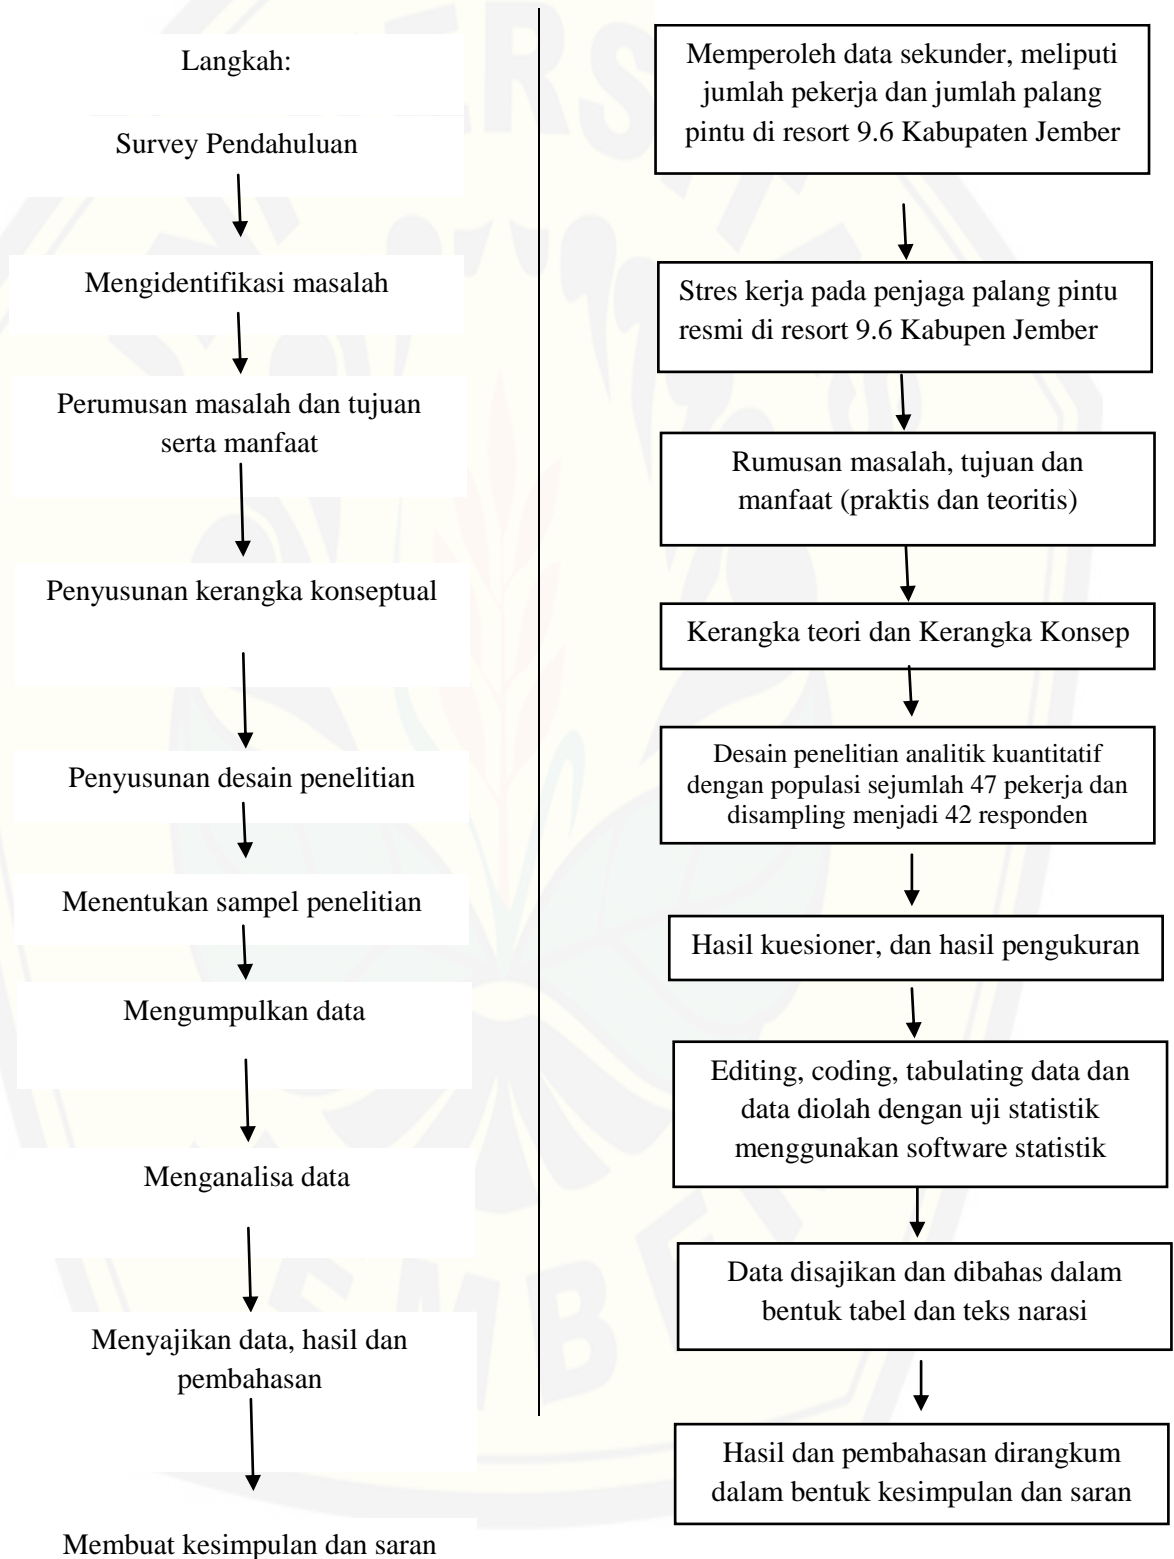 Langkah:
Survey Pendahuluan
Mengidentifikasi masalah
Perumusan masalah dan tujuan
serta manfaat
Penyusunan kerangka konseptual
Penyusunan desain penelitian
Menentukan sampel penelitian
Mengumpulkan data
Menganalisa data
Menyajikan data, hasil dan
pembahasan
Membuat kesimpulan dan saran
Memperoleh data sekunder, meliputi
jumlah pekerja dan jumlah palang
pintu di resort 9.6 Kabupaten Jember
Stres kerja pada penjaga palang pintu
resmi di resort 9.6 Kabupen Jember
Rumusan masalah, tujuan dan
manfaat (praktis dan teoritis)
Kerangka teori dan Kerangka Konsep
Desain penelitian analitik kuantitatif
dengan populasi sejumlah 47 pekerja dan
disampling menjadi 42 responden
Hasil kuesioner, dan hasil pengukuran
Editing, coding, tabulating data dan
data diolah dengan uji statistik
menggunakan software statistik
Data disajikan dan dibahas dalam
bentuk tabel dan teks narasi
Hasil dan pembahasan dirangkum
dalam bentuk kesimpulan dan saran